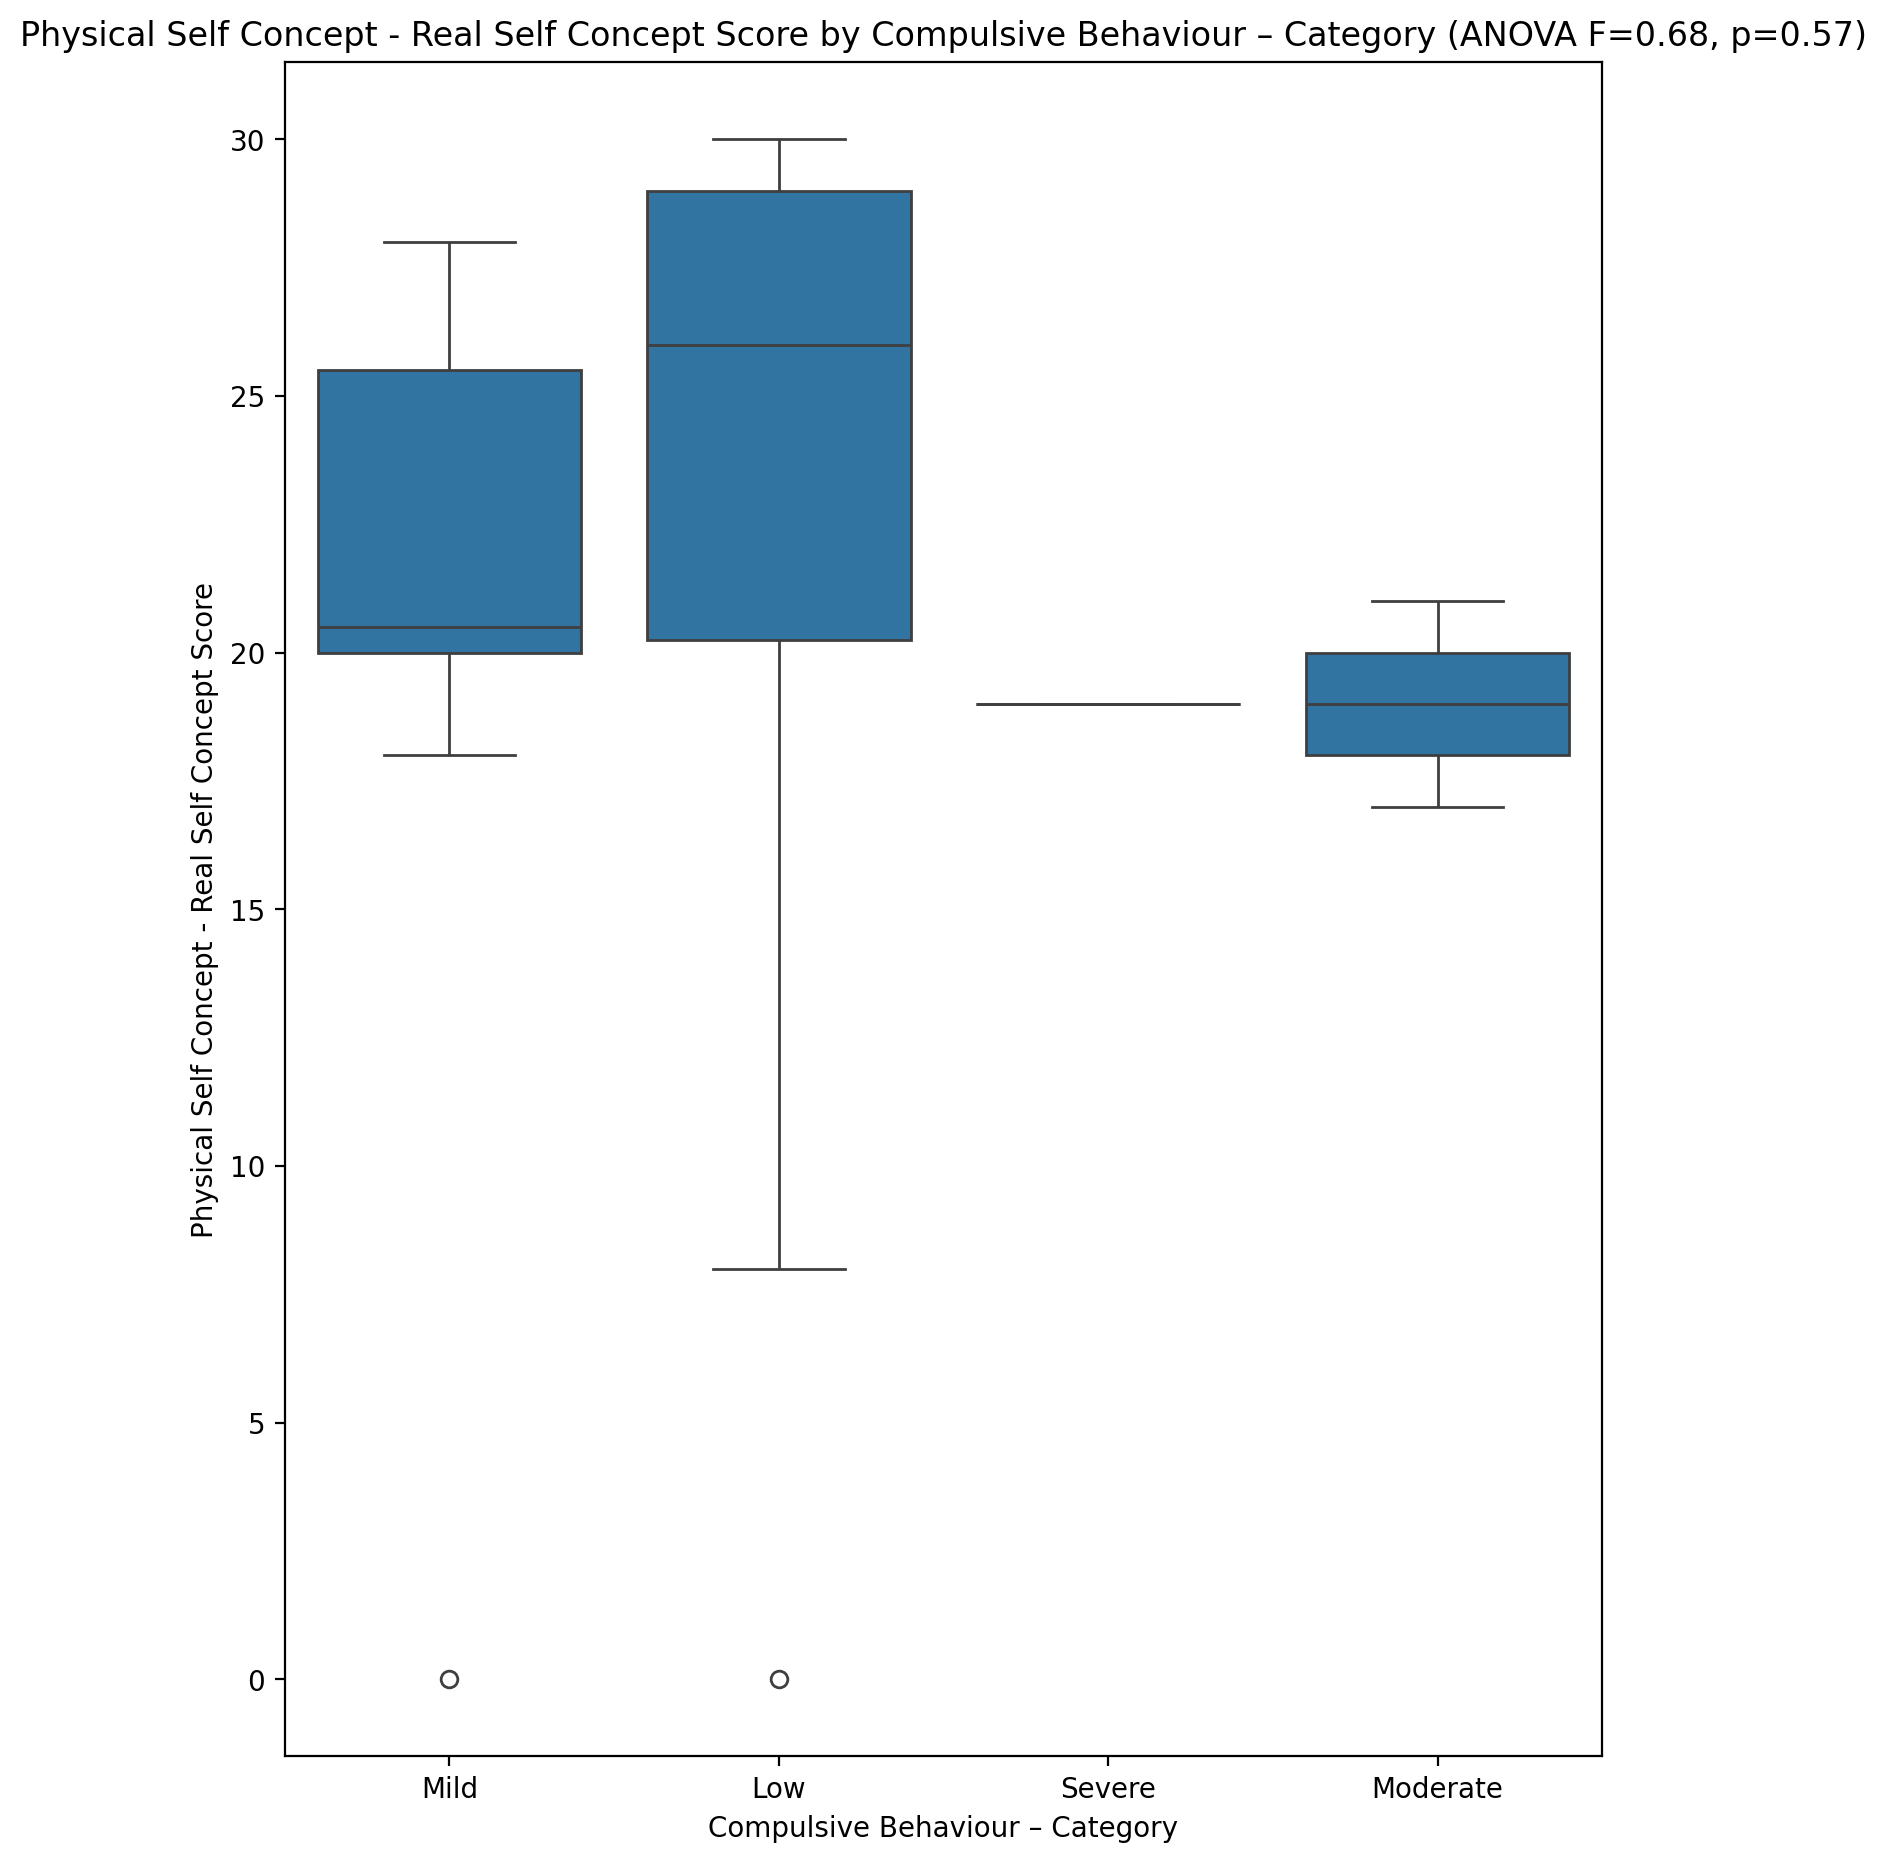 Physical Self Concept - Real Self Concept Score by Compulsive Behaviour – Category (ANOVA F=0.68, p=0.57)
Physical Self Concept - Real Self Concept Score
30
25
20
15
10
5
0
Mild Low Severe Moderate
Compulsive Behaviour – Category